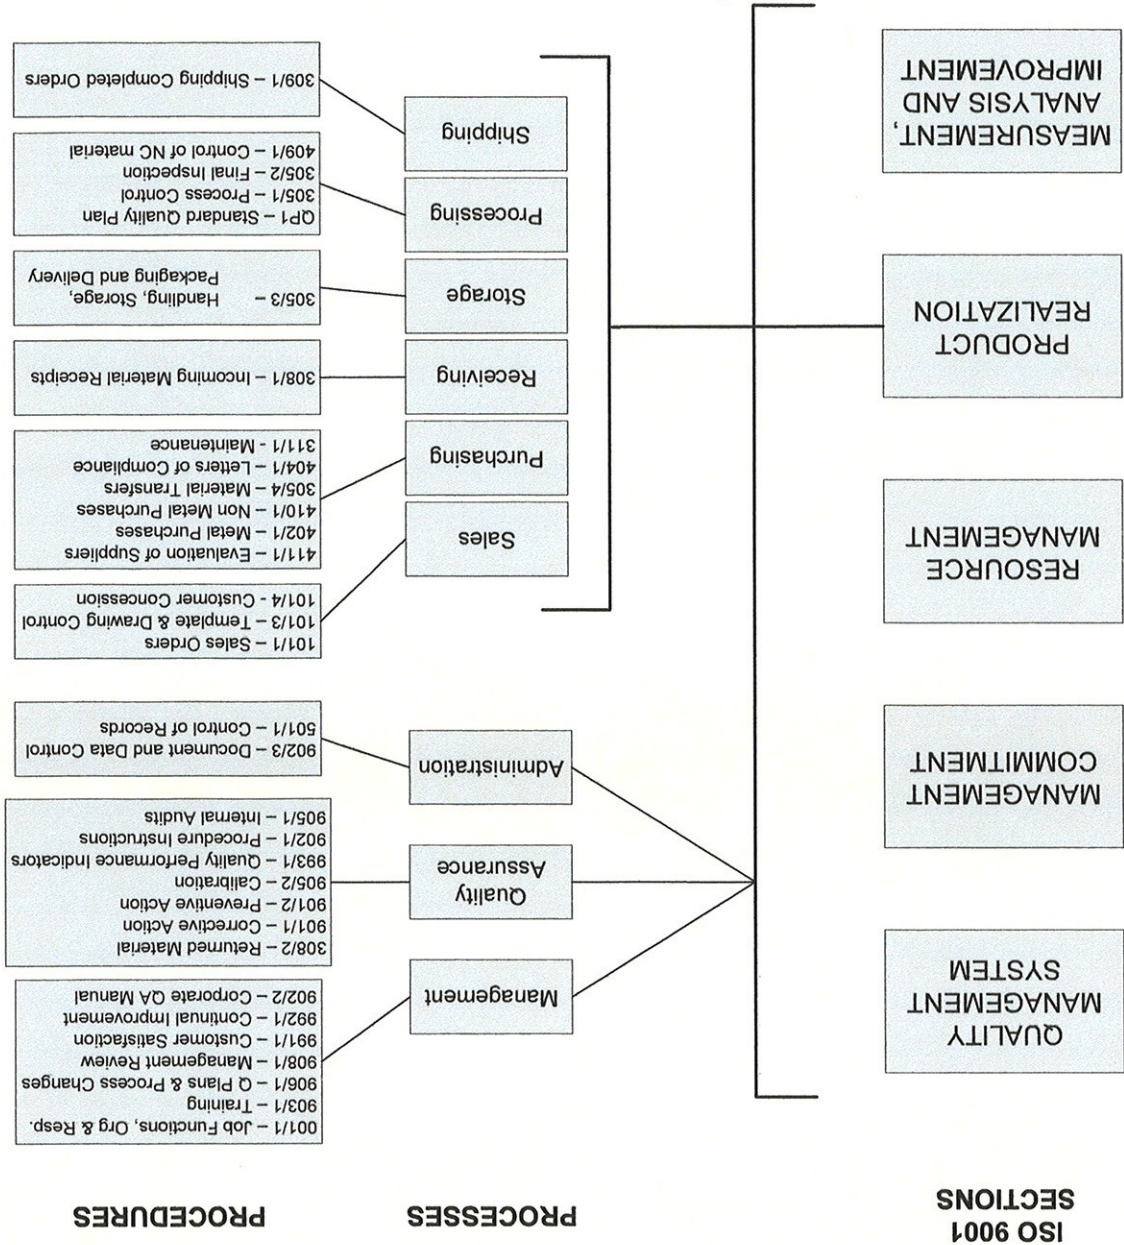 ISO 9001
SECTIONS
PROCESSES
PROCEDURES
QUALITY
MANAGEMENT
SYSTEM
MANAGEMENT
COMMITMENT
RESOURCE
MANAGEMENT
PRODUCT
REALIZATION
MEASUREMENT,
ANALYSIS AND
IMPROVEMENT
Management
001/1 – Job Functions, Org & Resp.
903/1 – Training
906/1 – Q Plans & Process Changes
908/1 – Management Review
991/1 – Customer Satisfaction
992/1 – Continual Improvement
902/2 – Corporate QA Manual
Quality
Assurance
308/2 – Returned Material
901/1 – Corrective Action
901/2 – Preventive Action
905/2 – Calibration
993/1 – Quality Performance Indicators
902/1 – Procedure Instructions
905/1 – Internal Audits
Administration
902/3 – Document and Data Control
501/1 – Control of Records
Sales
101/1 – Sales Orders
101/3 – Template & Drawing Control
101/4 - Customer Concession
Purchasing
411/1 – Evaluation of Suppliers
402/1 – Metal Purchases
410/1 – Non Metal Purchases
305/4 – Material Transfers
404/1 – Letters of Compliance
311/1 - Maintenance
Receiving
308/1 – Incoming Material Receipts
Storage
305/3 – Handling, Storage,
Packaging and Delivery
Processing
QP1 – Standard Quality Plan
305/1 – Process Control
305/2 – Final Inspection
409/1 – Control of NC material
Shipping
309/1 – Shipping Completed Orders